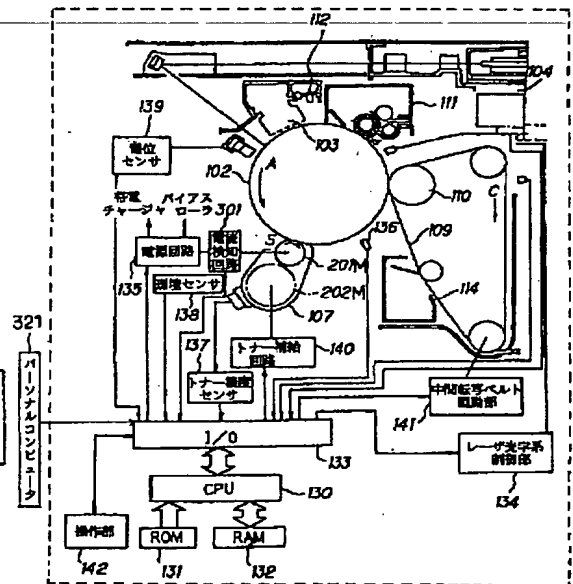 112
104
139
電位
センサ
103
111
102
A
帯電
チャージャ
バイアス
ローラ
301
電流
検知
回路
電源回路
135
S
136
110
C
109
201M
環境センサ
138
202M
107
114
321
パーソナルコンピュータ
137
トナー濃度
センサ
トナー補給
回路
140
中間転写ベルト
駆動部
141
I/O
133
レーザ光学系
制御部
134
CPU
130
操作部
142
ROM
131
RAM
132